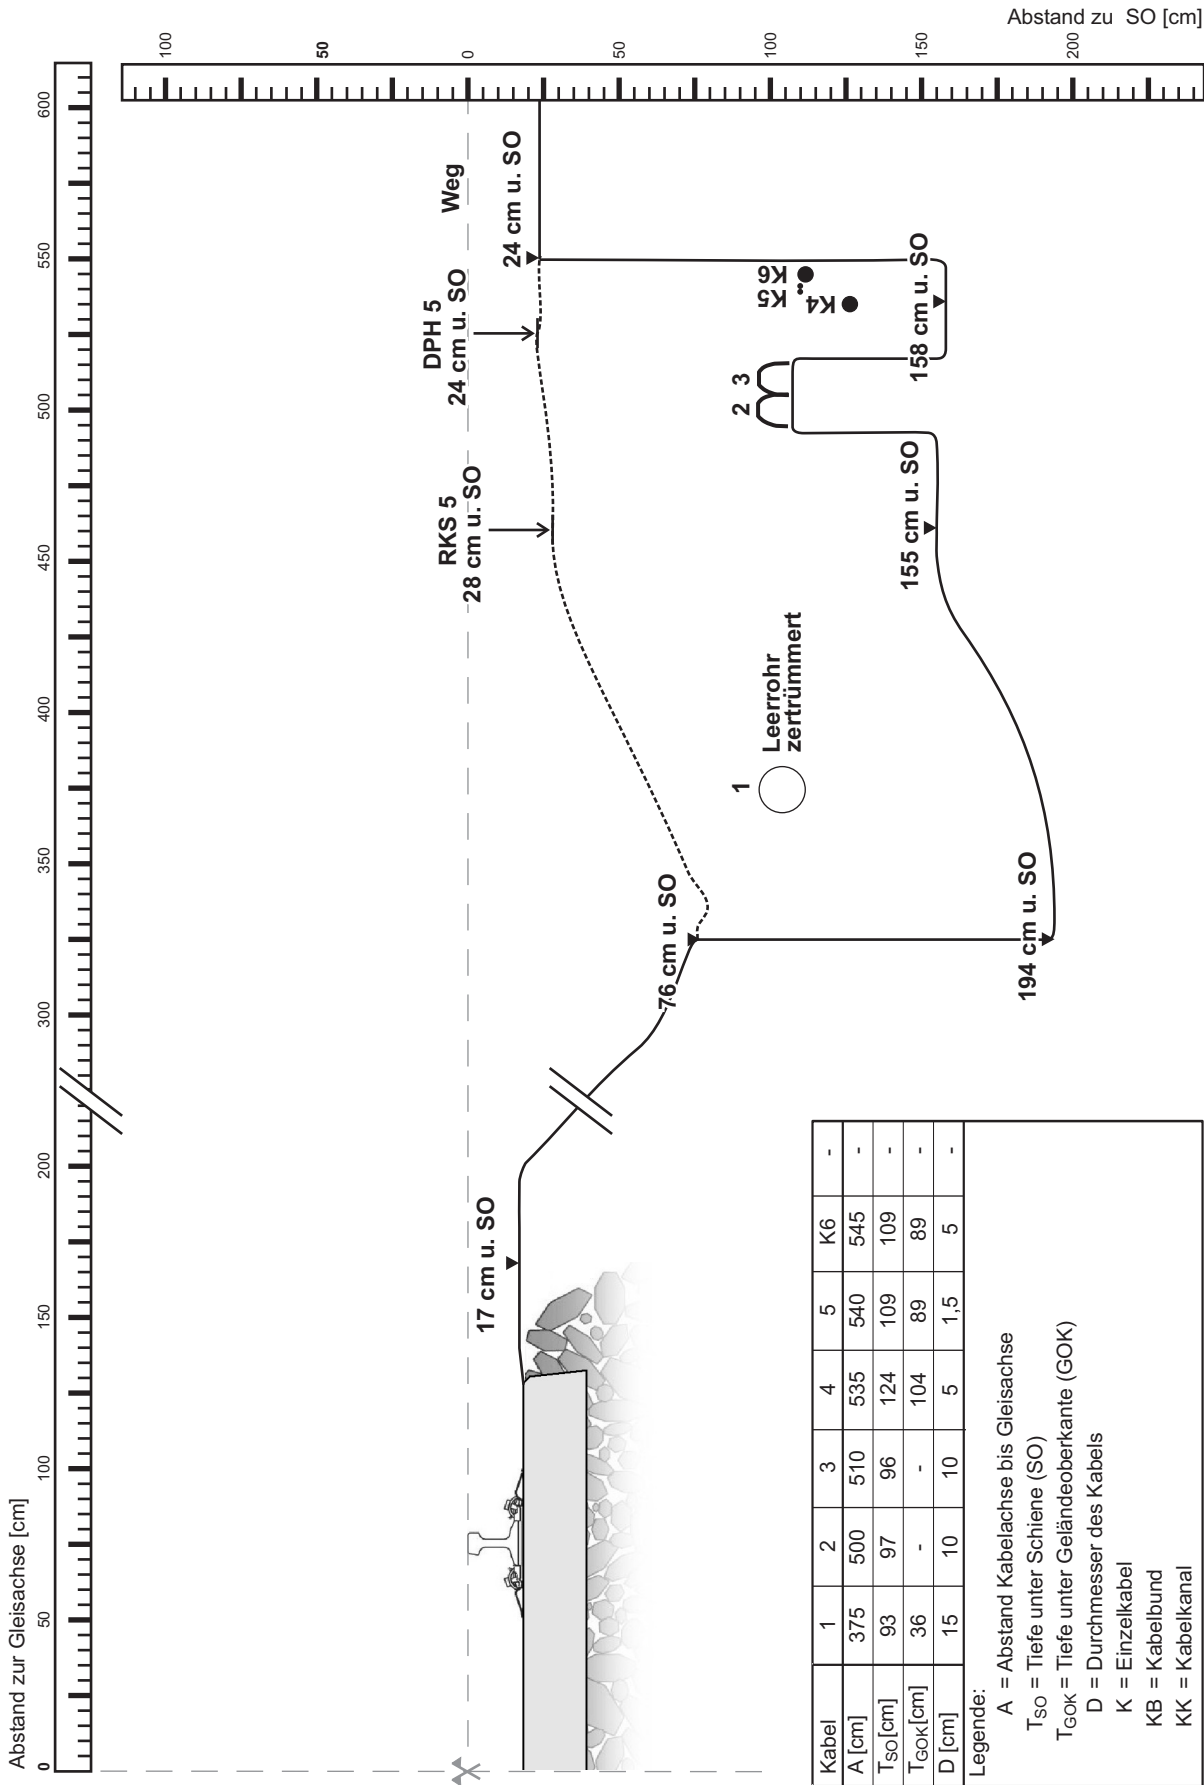 Abstand zur Gleisachse [cm]
0 50 100 150 200 300 350 400 450 500 550 600
Abstand zu SO [cm]
100
50
0
50
100
150
200
17 cm u. SO
76 cm u. SO
194 cm u. SO
RKS 5
28 cm u. SO
DPH 5
24 cm u. SO
Weg
24 cm u. SO
1
Leerrohr
zertrümmert
155 cm u. SO
2 3
K4
K5
K6
158 cm u. SO
Kabel 1 2 3 4 5 K6 -
A [cm] 375 500 510 535 540 545 -
TSO[cm] 93 97 96 124 109 109 -
TGOK[cm] 36 - - 104 89 89 -
D [cm] 15 10 10 5 1,5 5 -
Legende:
A = Abstand Kabelachse bis Gleisachse
TSO = Tiefe unter Schiene (SO)
TGOK = Tiefe unter Geländeoberkante (GOK)
D = Durchmesser des Kabels
K = Einzelkabel
KB = Kabelbund
KK = Kabelkanal